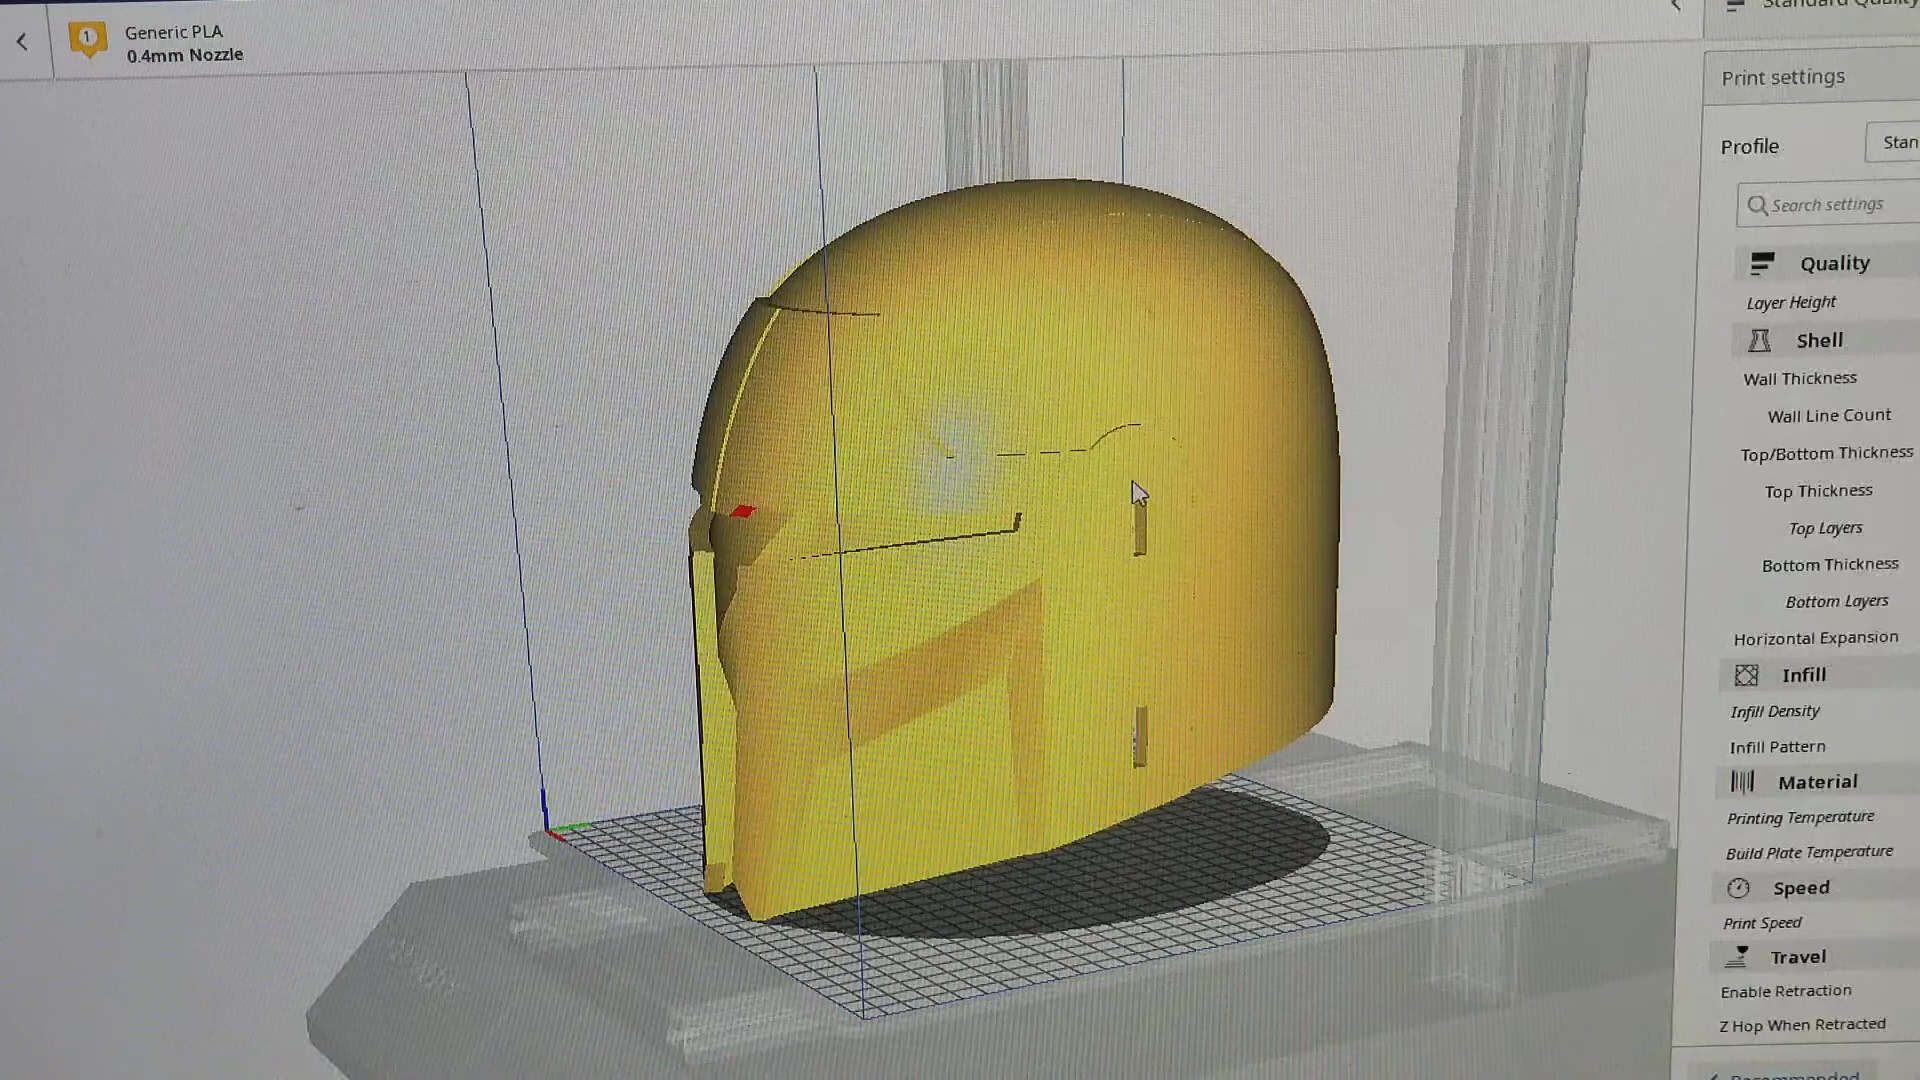 1
Generic PLA
0.4mm Nozzle
Standard Quality
Print settings
Profile
Stan
Search settings
Quality
Layer Height
Shell
Wall Thickness
Wall Line Count
Top/Bottom Thickness
Top Thickness
Top Layers
Bottom Thickness
Bottom Layers
Horizontal Expansion
Infill
Infill Density
Infill Pattern
Material
Printing Temperature
Build Plate Temperature
Speed
Print Speed
Travel
Enable Retraction
Z Hop When Retracted
Recommended